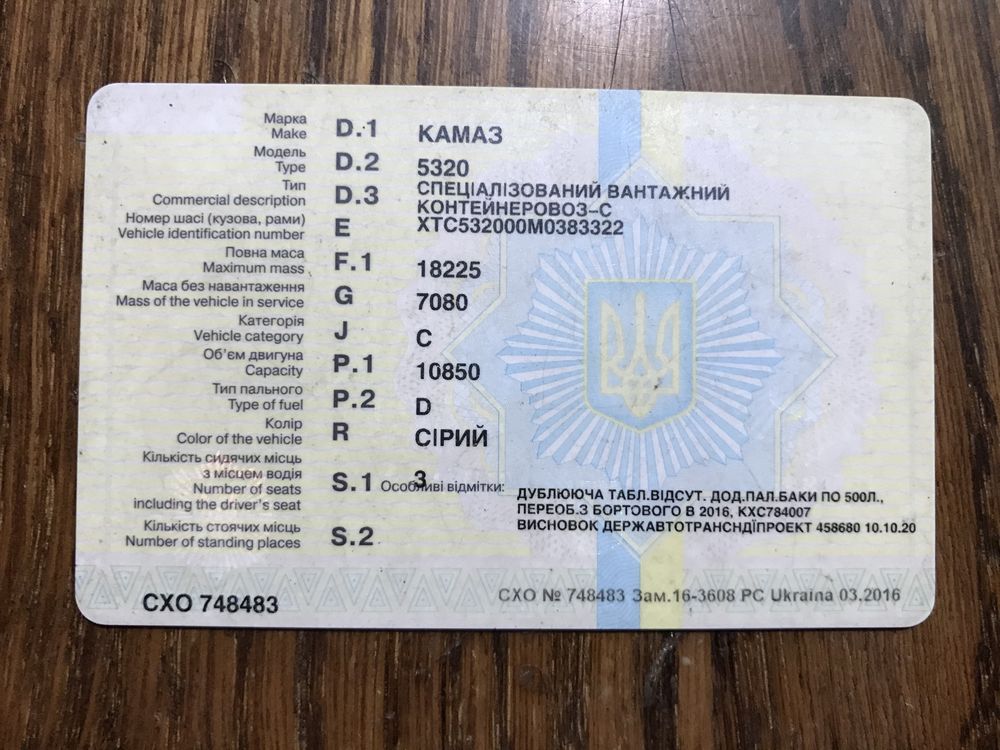 Марка
Make D.1 КАМАЗ
Модель
Type D.2 5320
Тип
Commercial description D.3 СПЕЦІАЛІЗОВАНИЙ ВАНТАЖНИЙ
КОНТЕЙНЕРОВОЗ-С
Номер шасі (кузова, рами)
Vehicle identification number E XTC532000M0383322
Повна маса
Maximum mass F.1 18225
Маса без навантаження
Mass of the vehicle in service G 7080
Категорія
Vehicle category J C
Об'єм двигуна
Capacity P.1 10850
Тип пального
Type of fuel P.2 D
Колір
Color of the vehicle R СІРИЙ
Кількість сидячих місць
з місцем водія
Number of seats S.1 3
including the driver's seat
Особливі відмітки: ДУБЛЮЮЧА ТАБЛ.ВІДСУТ. ДОД.ПАЛ.БАКИ ПО 500Л.,
ПЕРЕОБ.З БОРТОВОГО В 2016, КХС784007
ВИСНОВОК ДЕРЖАВТОТРАНСНДІПРОЕКТ 458680 10.10.20
Кількість стоячих місць
Number of standing places S.2
СХО 748483
СХО № 748483 Зам.16-3608 РС Ukraina 03.2016